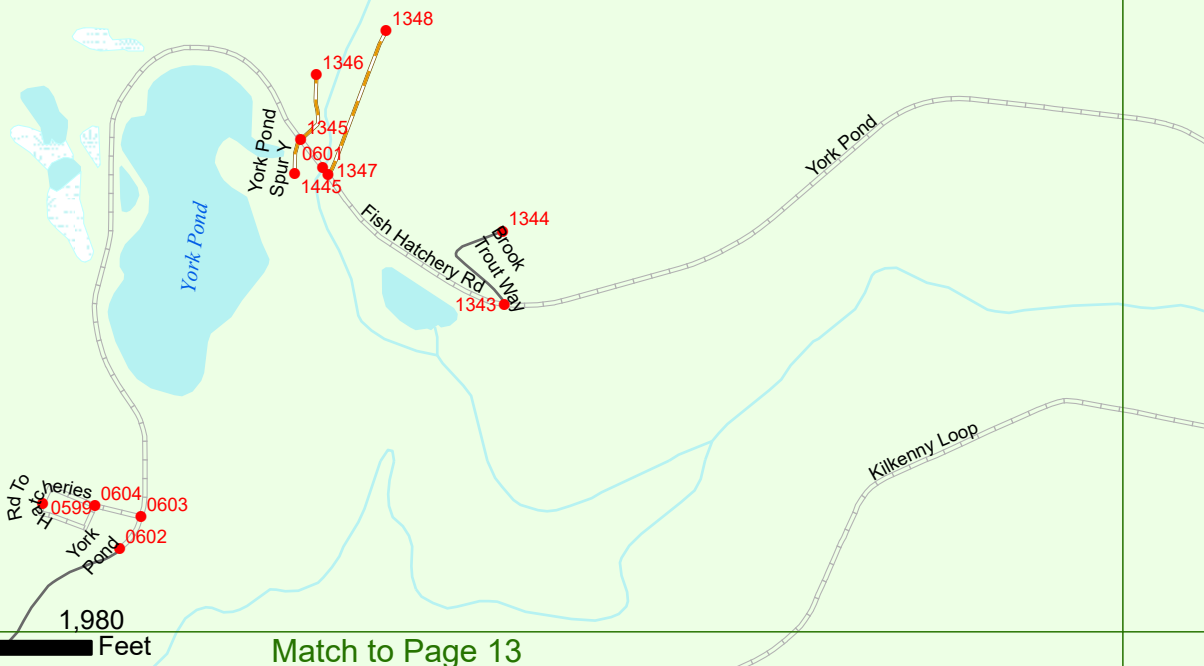 1348
1346
1345
York Pond
Spur Y
0601
1347
1445
York Pond
York Pond
Fish Hatchery Rd
1344
Brook
Trout Way
1343
Kilkenny Loop
Rd To
Hatcheries
0599
0604
0603
0602
York
Pond
1,980
Feet
Match to Page 13